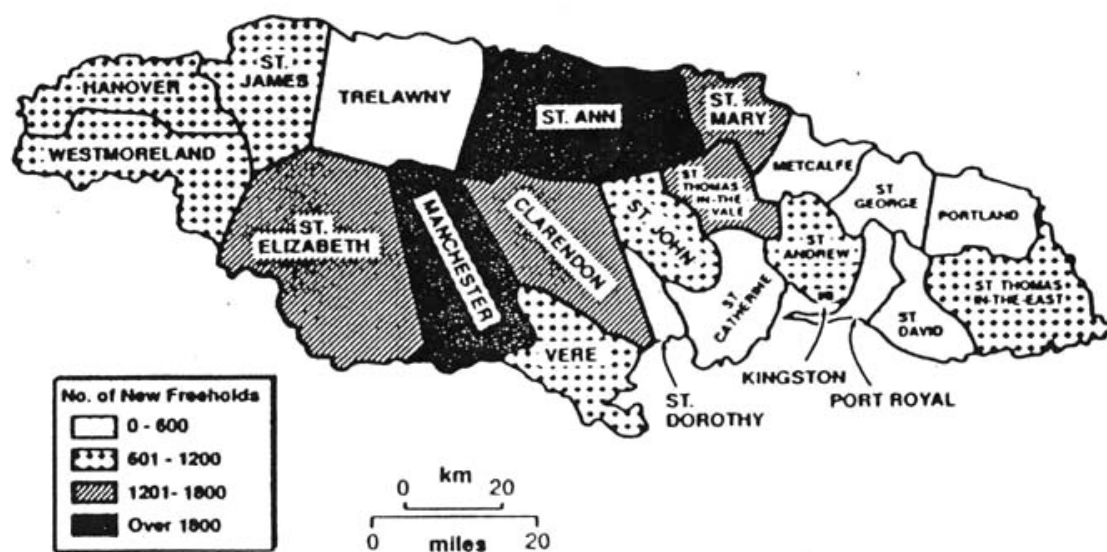 HANOVER
WESTMORELAND
ST.
JAMES
TRELAWNY
ST.
ELIZABETH
MANCHESTER
ST. ANN
CLARENDON
VERE
ST.
MARY
ST
THOMAS
IN-THE
VALE
ST.
JOHN
METCALFE
ST
GEORGE
PORTLAND
ST
ANDREW
ST.
CATHERINE
ST
DAVID
ST THOMAS
IN-THE-EAST
KINGSTON
PORT ROYAL
ST.
DOROTHY
No. of New Freeholds
0 - 600
601 - 1200
1201- 1800
Over 1800
km
0 20
0 miles 20